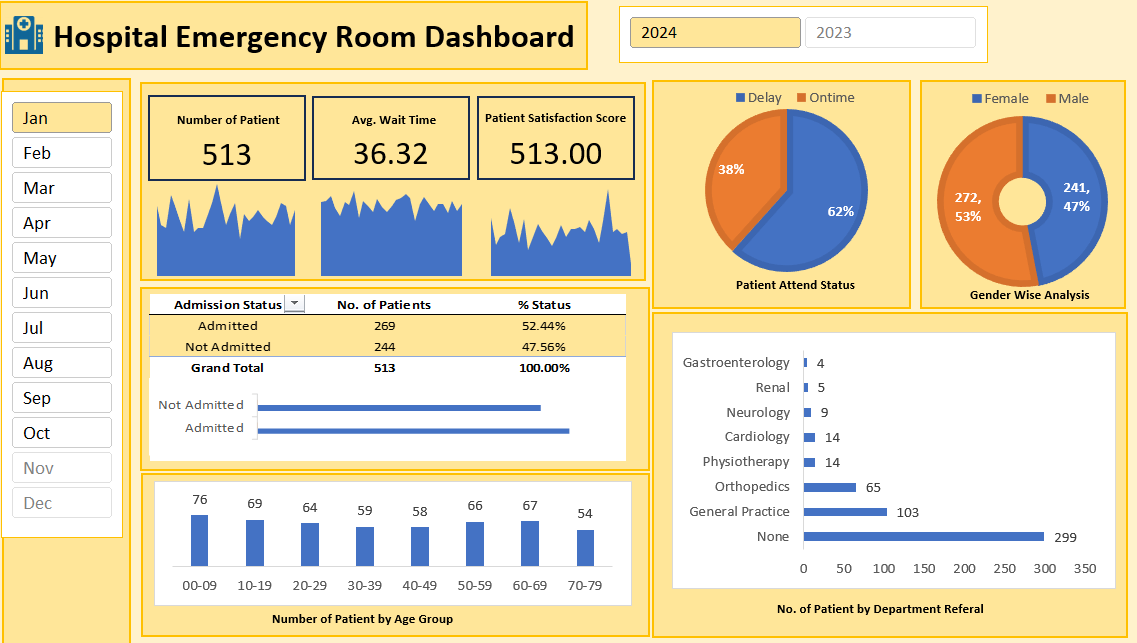 Hospital Emergency Room Dashboard
2024
2023
Jan
Feb
Mar
Apr
May
Jun
Jul
Aug
Sep
Oct
Nov
Dec
Number of Patient
513
Avg. Wait Time
36.32
Patient Satisfaction Score
513.00
Delay
Ontime
38%
62%
Patient Attend Status
Female
Male
272,
53%
241,
47%
Gender Wise Analysis
Admission Status No. of Patients % Status
Admitted 269 52.44%
Not Admitted 244 47.56%
Grand Total 513 100.00%
Not Admitted
Admitted
76 69 64 59 58 66 67 54
00-09 10-19 20-29 30-39 40-49 50-59 60-69 70-79
Number of Patient by Age Group
Gastroenterology 4
Renal 5
Neurology 9
Cardiology 14
Physiotherapy 14
Orthopedics 65
General Practice 103
None 299
0 50 100 150 200 250 300 350
No. of Patient by Department Referal